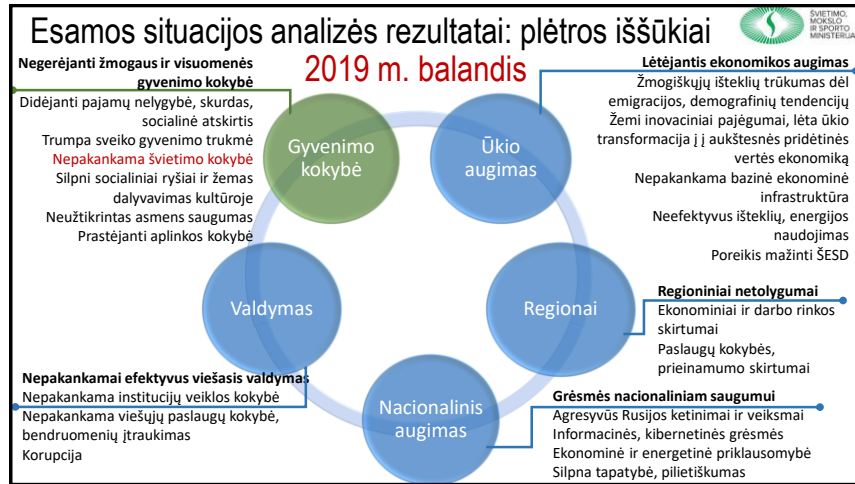 Esamos situacijos analizės rezultatai: plėtros iššūkiai
2019 m. balandis
ŠVIETIMO,
MOKSLO
IR SPORTO
MINISTERIJA
Negerėjanti žmogaus ir visuomenės
gyvenimo kokybė
Didėjanti pajamų nelygybė, skurdas,
socialinė atskirtis
Trumpa sveiko gyvenimo trukmė
Nepakankama švietimo kokybė
Silpni socialiniai ryšiai ir žemas
dalyvavimas kultūroje
Neužtikrintas asmens saugumas
Prastėjanti aplinkos kokybė
Gyvenimo
kokybė
Ūkio
augimas
Lėtėjantis ekonomikos augimas
Žmogiškųjų išteklių trūkumas dėl
emigracijos, demografinių tendencijų
Žemi inovaciniai pajėgumai, lėta ūkio
transformacija į į aukštesnės pridėtinės
vertės ekonomiką
Nepakankama bazinė ekonominė
infrastruktūra
Neefektyvus išteklių, energijos
naudojimas
Poreikis mažinti ŠESD
Valdymas
Regionai
Regioniniai netolygumai
Ekonominiai ir darbo rinkos
skirtumai
Paslaugų kokybės,
prieinamumo skirtumai
Nepakankamai efektyvus viešasis valdymas
Nepakankama institucijų veiklos kokybė
Nepakankama viešųjų paslaugų kokybė,
bendruomenių įtraukimas
Korupcija
Nacionalinis
augimas
Grėsmės nacionaliniam saugumui
Agresyvūs Rusijos ketinimai ir veiksmai
Informacinės, kibernetinės grėsmės
Ekonominė ir energetinė priklausomybė
Silpna tapatybė, pilietiškumas